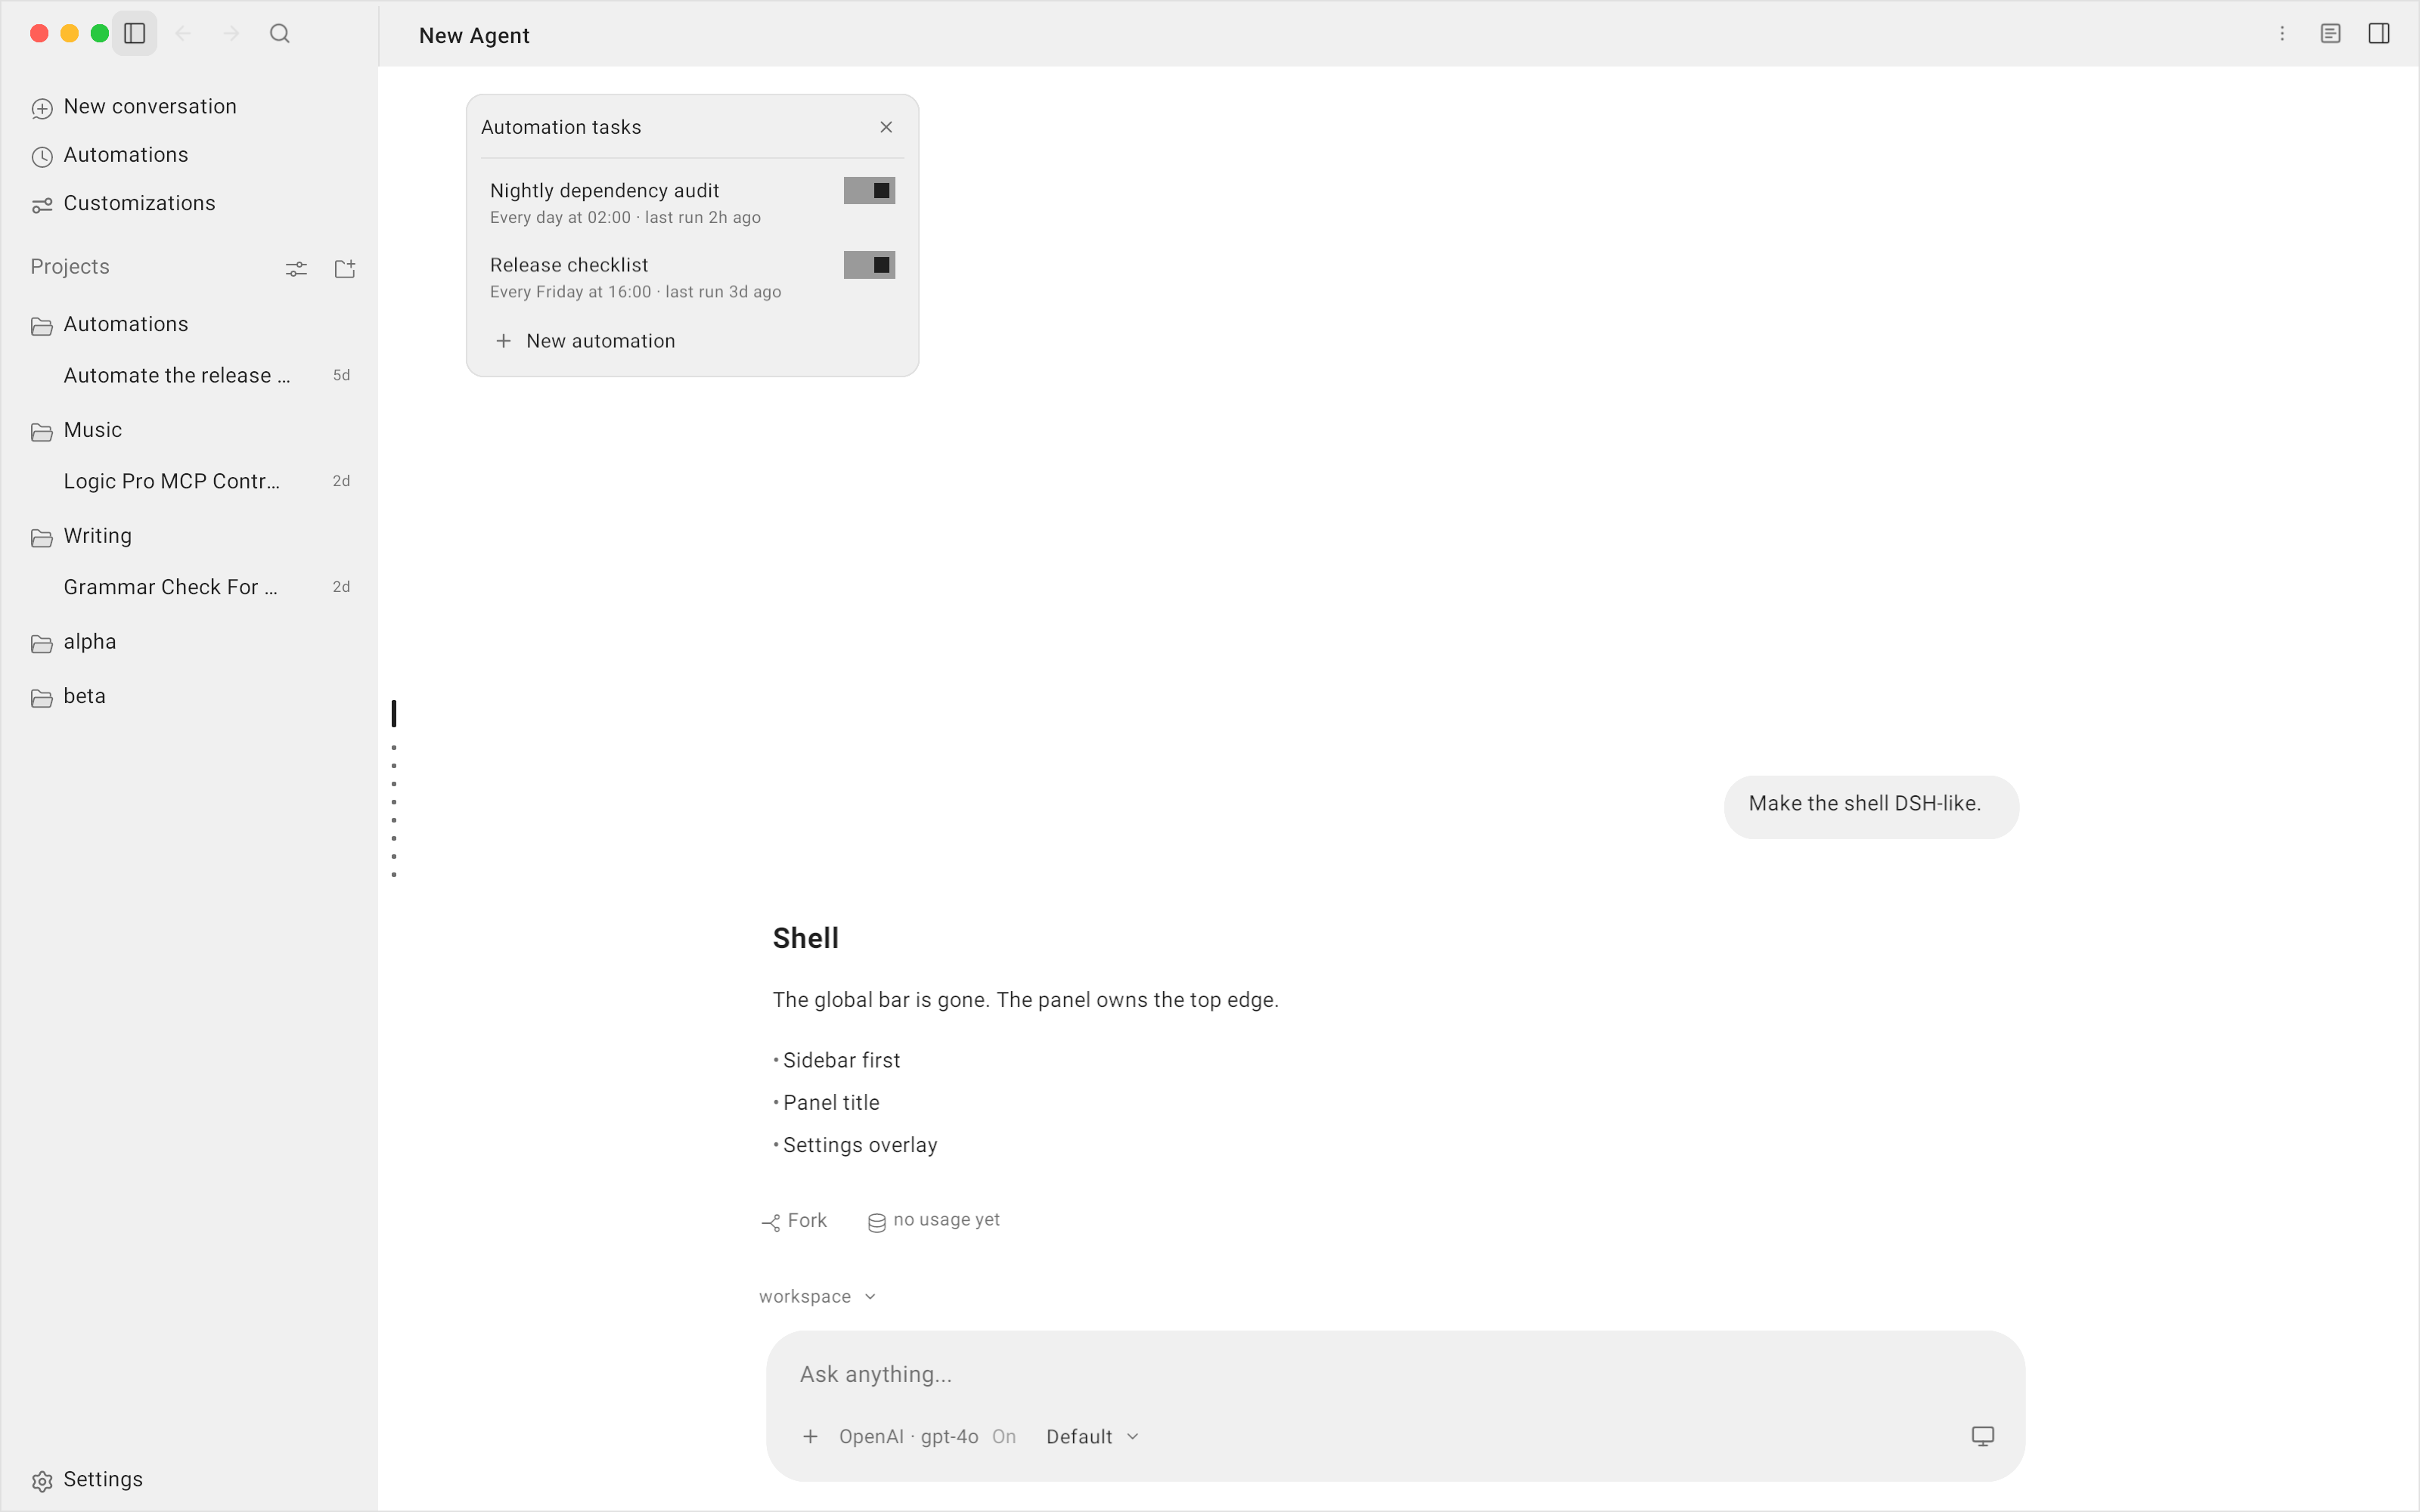 New Agent
New conversation
Automations
Customizations
Projects
Automations
Automate the release ... 5d
Music
Logic Pro MCP Contr... 2d
Writing
Grammar Check For ... 2d
alpha
beta
Settings
Automation tasks
Nightly dependency audit
Every day at 02:00 · last run 2h ago
Release checklist
Every Friday at 16:00 · last run 3d ago
New automation
Make the shell DSH-like.
Shell
The global bar is gone. The panel owns the top edge.
• Sidebar first
• Panel title
• Settings overlay
Fork no usage yet
workspace
Ask anything...
OpenAI · gpt-4o On Default